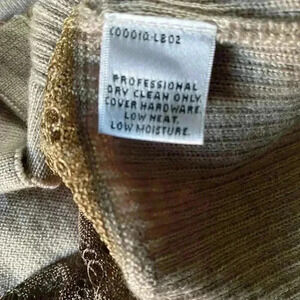 C00010-LB02
PROFESSIONAL
DRY CLEAN ONLY.
COVER HARDWARE.
LOW HEAT.
LOW MOISTURE.